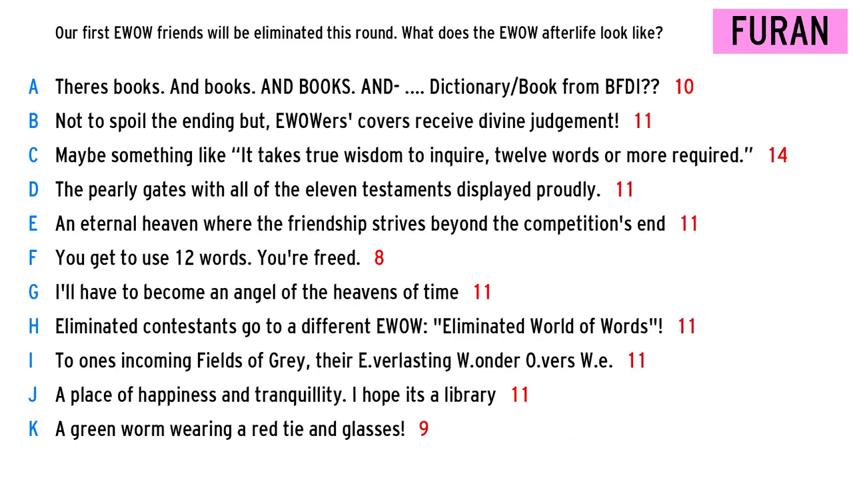 Our first EWOW friends will be eliminated this round. What does the EWOW afterlife look like?
FURAN
A Theres books. And books. AND BOOKS. AND- .... Dictionary/Book from BFDI?? 10
B Not to spoil the ending but, EWOWers' covers receive divine judgement! 11
C Maybe something like “It takes true wisdom to inquire, twelve words or more required.” 14
D The pearly gates with all of the eleven testaments displayed proudly. 11
E An eternal heaven where the friendship strives beyond the competition's end 11
F You get to use 12 words. You're freed. 8
G I'll have to become an angel of the heavens of time 11
H Eliminated contestants go to a different EWOW: "Eliminated World of Words"! 11
I To ones incoming Fields of Grey, their E.verlasting W.onder O.vers W.e. 11
J A place of happiness and tranquillity. I hope its a library 11
K A green worm wearing a red tie and glasses! 9